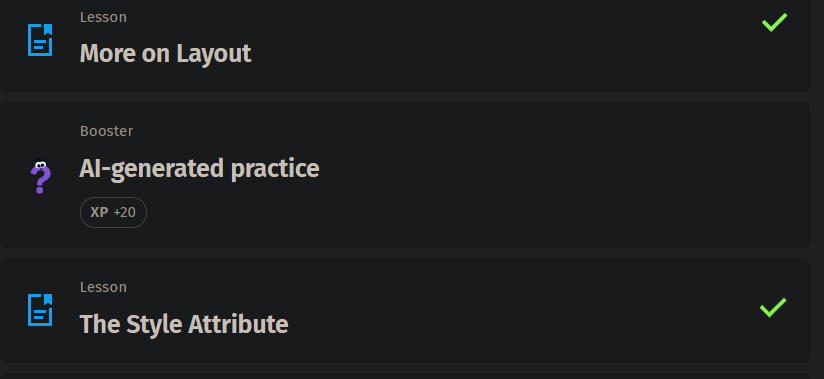 Lesson
More on Layout
Booster
AI-generated practice
XP +20
Lesson
The Style Attribute